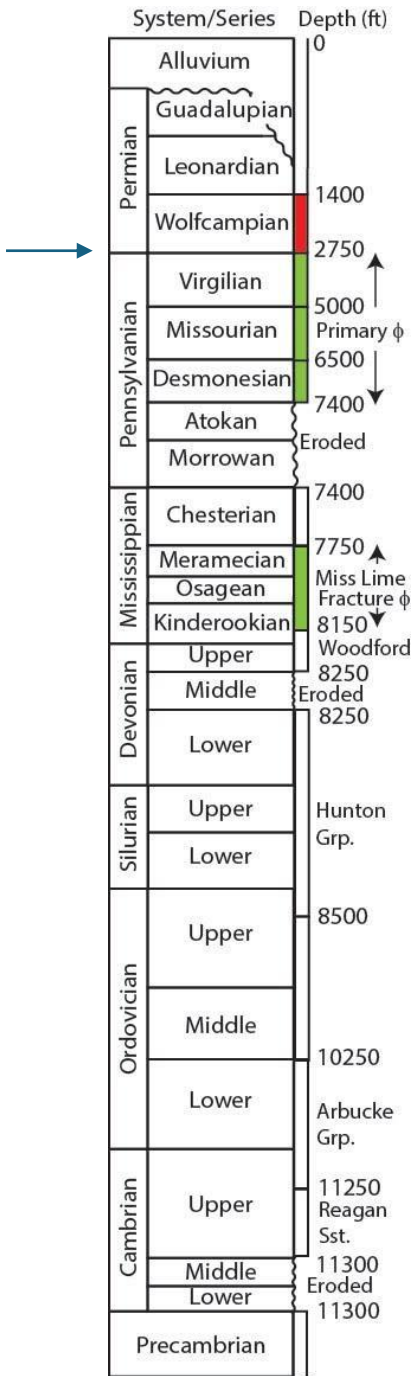 System/Series Depth (ft)
0
Alluvium
Permian
Guadalupian
Leonardian
1400
Wolfcampian
2750
Pennsylvanian
Virgilian
5000
Missourian Primary ϕ
6500
Desmonesian
7400
Atokan
Eroded
Morrowan
7400
Mississippian
Chesterian
7750
Meramecian
Miss Lime
Osagean
Fracture ϕ
Kinderookian
8150
Woodford
Devonian
Upper
8250
Middle Eroded
8250
Lower
Silurian
Upper
Hunton
Grp.
Lower
Ordovician
8500
Upper
Middle
10250
Lower
Arbucke
Grp.
Cambrian
Upper
11250
Reagan
Sst.
11300
Middle
Eroded
Lower
11300
Precambrian